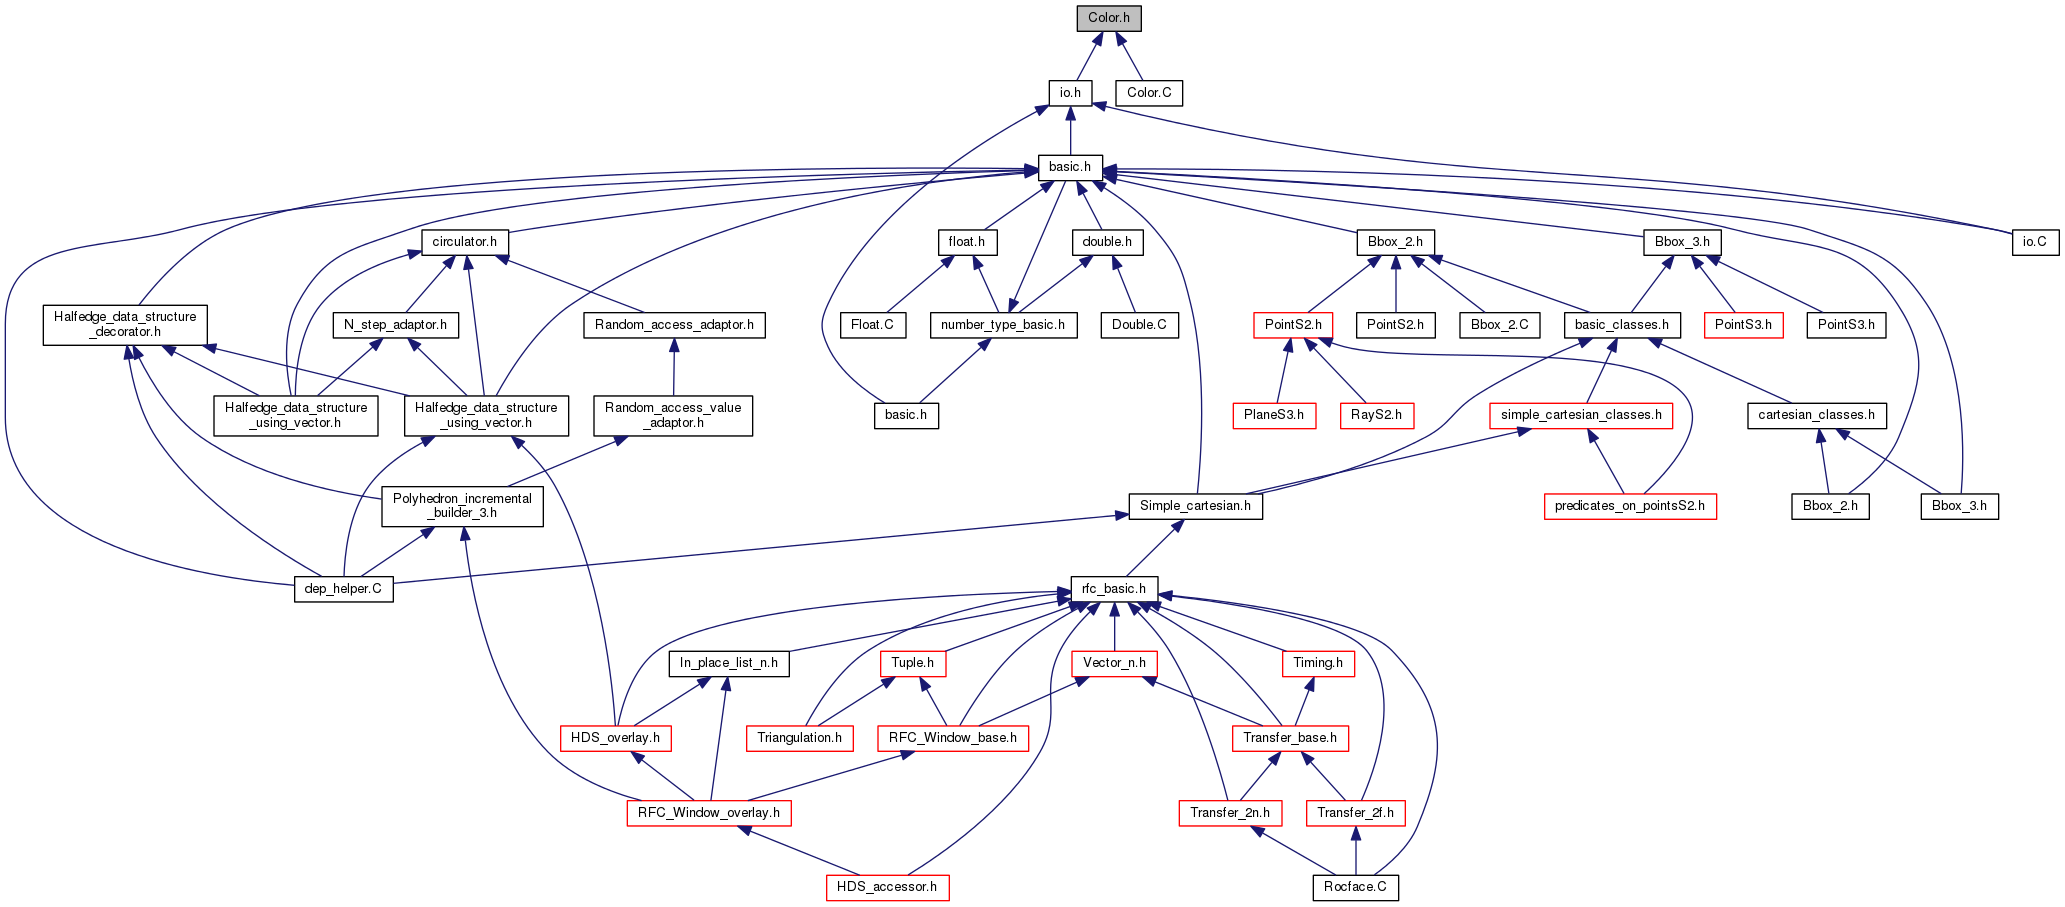 Color.h
io.h
Color.C
basic.h
circulator.h
float.h
double.h
Bbox_2.h
Bbox_3.h
io.C
Halfedge_data_structure
_decorator.h
N_step_adaptor.h
Random_access_adaptor.h
Float.C
number_type_basic.h
Double.C
PointS2.h
PointS2.h
Bbox_2.C
basic_classes.h
PointS3.h
PointS3.h
Halfedge_data_structure
_using_vector.h
Halfedge_data_structure
_using_vector.h
Random_access_value
_adaptor.h
basic.h
PlaneS3.h
RayS2.h
simple_cartesian_classes.h
cartesian_classes.h
Polyhedron_incremental
_builder_3.h
Simple_cartesian.h
predicates_on_pointsS2.h
Bbox_2.h
Bbox_3.h
dep_helper.C
rfc_basic.h
In_place_list_n.h
Tuple.h
Vector_n.h
Timing.h
HDS_overlay.h
Triangulation.h
RFC_Window_base.h
Transfer_base.h
RFC_Window_overlay.h
Transfer_2n.h
Transfer_2f.h
HDS_accessor.h
Rocface.C